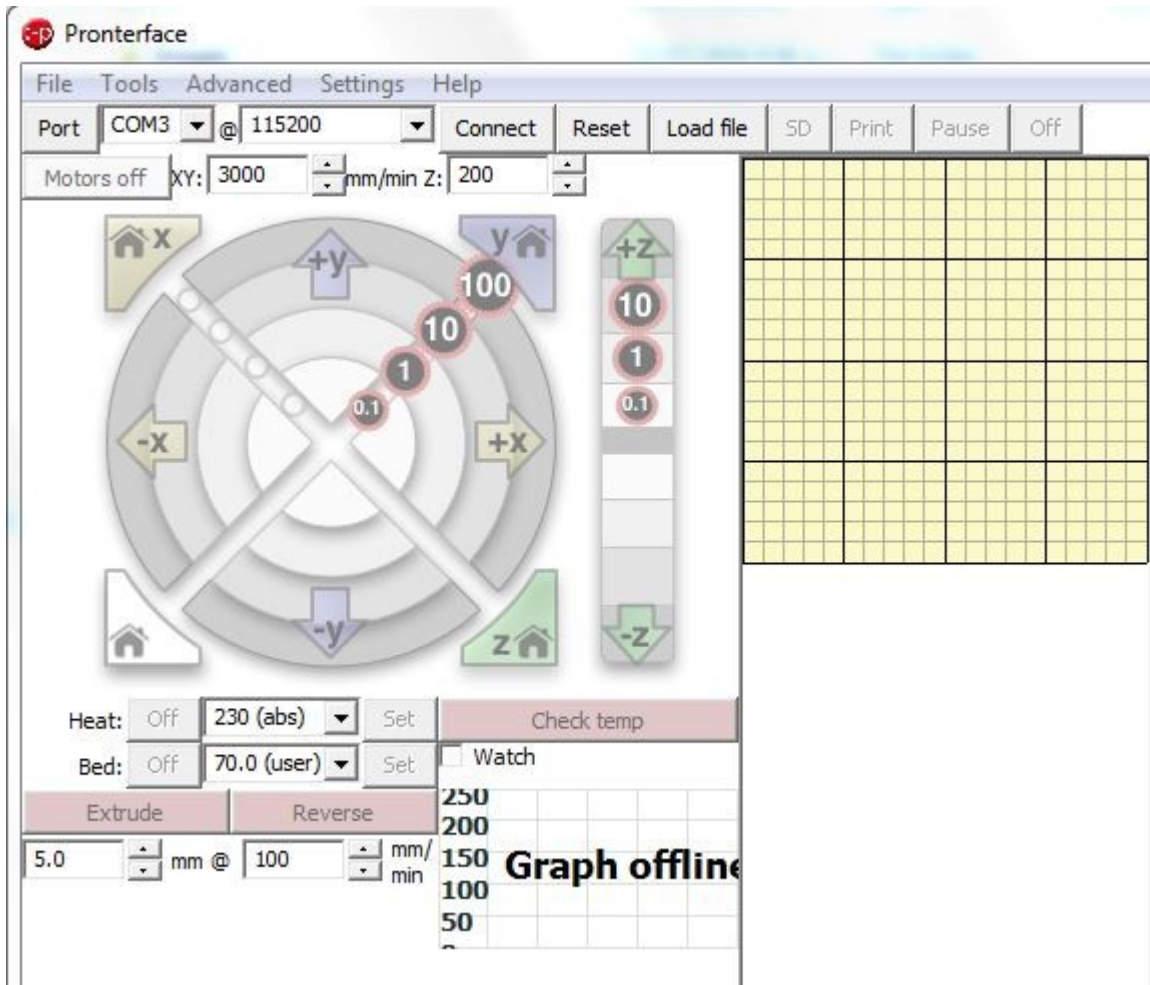 Pronterface
File Tools Advanced Settings Help
Port COM3 @ 115200 Connect Reset Load file SD Print Pause Off
Motors off XY: 3000 mm/min Z: 200
x y
+y +z
100
10 10
1 1
0.1 0.1
-x +x
-y -z
z
Heat: Off 230 (abs) Set Check temp
Bed: Off 70.0 (user) Set Watch
Extrude Reverse
5.0 mm @ 100 mm/
min
250
200
150 Graph offline
100
50